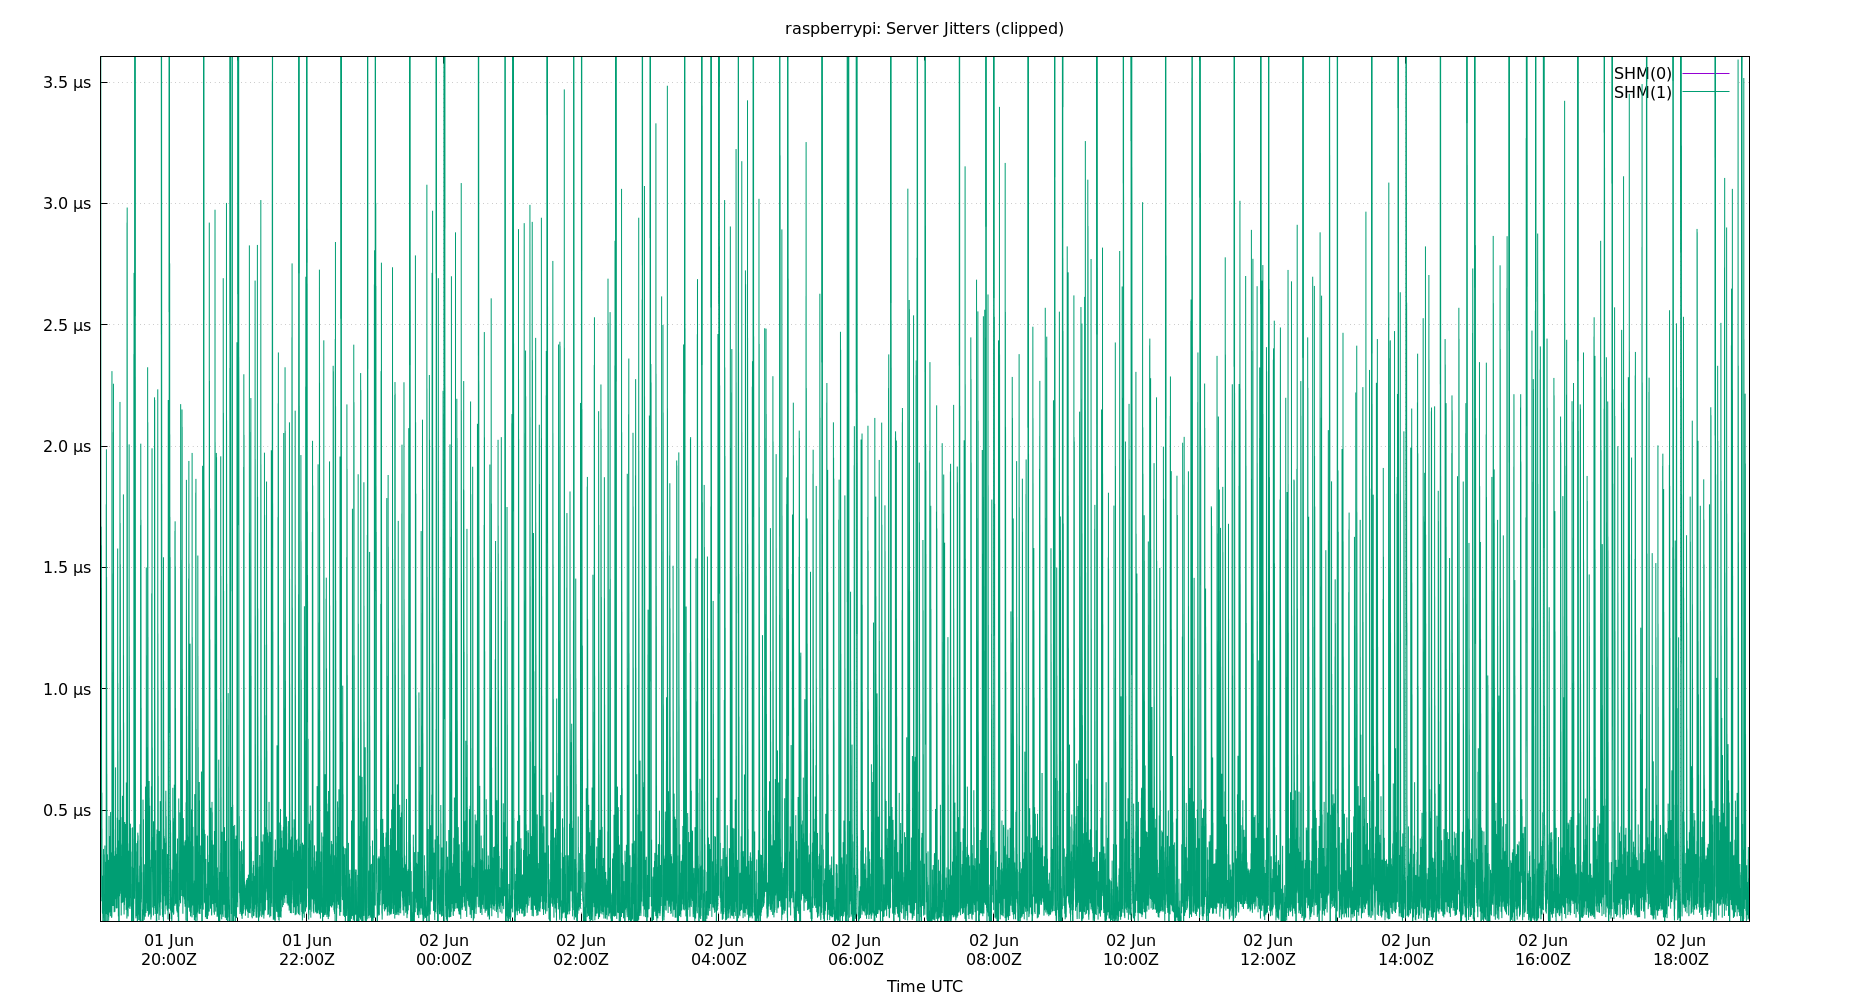 raspberrypi: Server Jitters (clipped)
SHM(0)
SHM(1)
3.5 µs
3.0 µs
2.5 µs
2.0 µs
1.5 µs
1.0 µs
0.5 µs
01 Jun 01 Jun 02 Jun 02 Jun 02 Jun 02 Jun 02 Jun 02 Jun 02 Jun 02 Jun 02 Jun 02 Jun
20:00Z 22:00Z 00:00Z 02:00Z 04:00Z 06:00Z 08:00Z 10:00Z 12:00Z 14:00Z 16:00Z 18:00Z
Time UTC